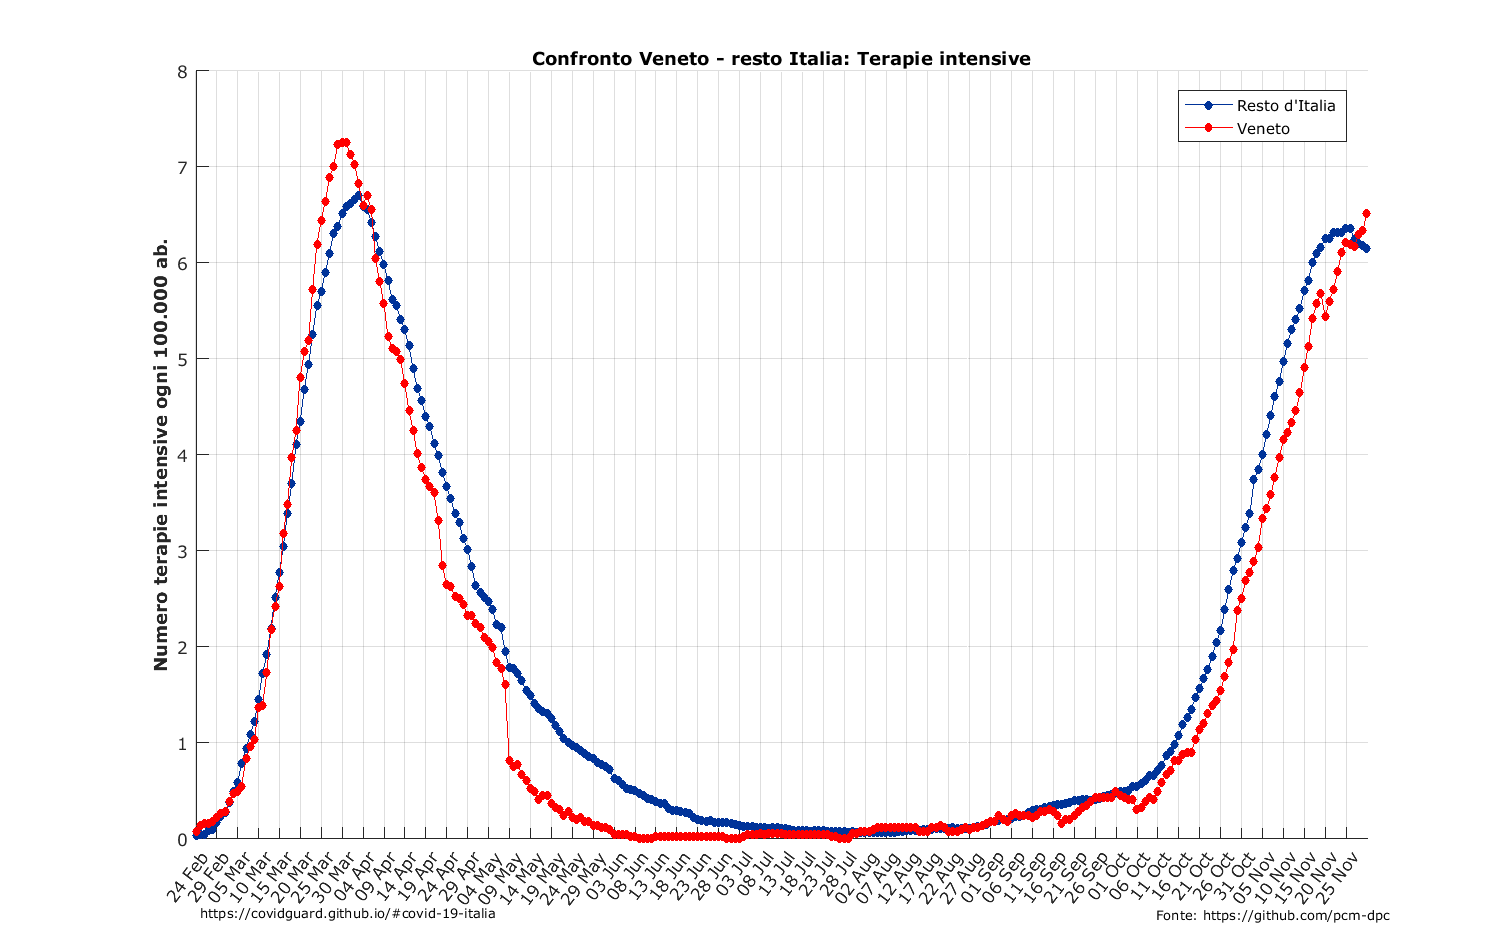 Confronto Veneto - resto Italia: Terapie intensive
Resto d'Italia
Veneto
Numero terapie intensive ogni 100.000 ab.
8
7
6
5
4
3
2
1
0
24 Feb
29 Feb
05 Mar
10 Mar
15 Mar
20 Mar
25 Mar
30 Mar
04 Apr
09 Apr
14 Apr
19 Apr
24 Apr
29 Apr
04 May
09 May
14 May
19 May
24 May
29 May
03 Jun
08 Jun
13 Jun
18 Jun
23 Jun
28 Jun
03 Jul
08 Jul
13 Jul
18 Jul
23 Jul
28 Jul
02 Aug
07 Aug
12 Aug
17 Aug
22 Aug
27 Aug
01 Sep
06 Sep
11 Sep
16 Sep
21 Sep
26 Sep
01 Oct
06 Oct
11 Oct
16 Oct
21 Oct
26 Oct
31 Oct
05 Nov
10 Nov
15 Nov
20 Nov
25 Nov
https://covidguard.github.io/#covid-19-italia
Fonte: https://github.com/pcm-dpc